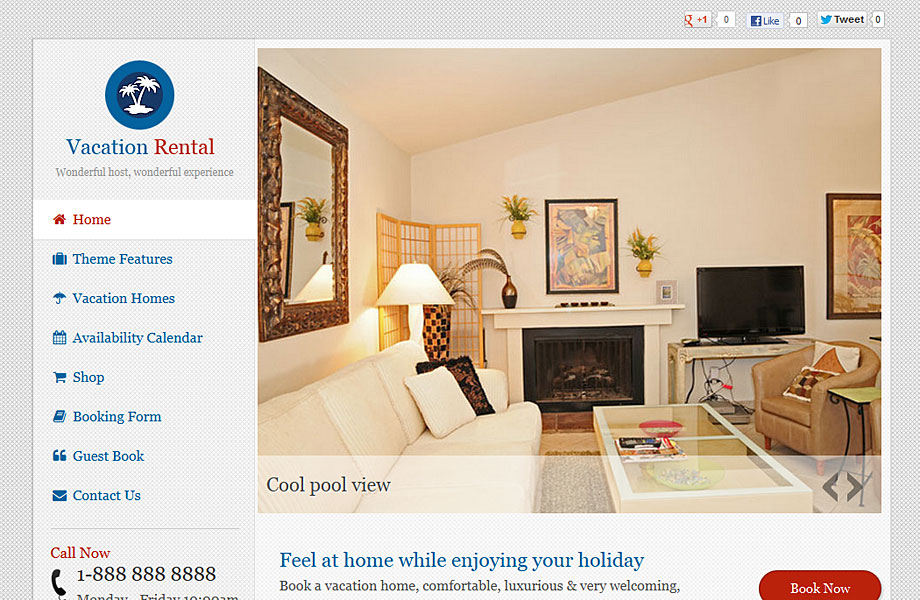 +1
0
Like
0
Tweet
0
Vacation Rental
Wonderful host, wonderful experience
Home
Theme Features
Vacation Homes
Availability Calendar
Shop
Booking Form
Guest Book
Contact Us
Call Now
1-888 888 8888
Monday - Friday 10:00am
Cool pool view
Feel at home while enjoying your holiday
Book a vacation home, comfortable, luxurious & very welcoming,
Book Now